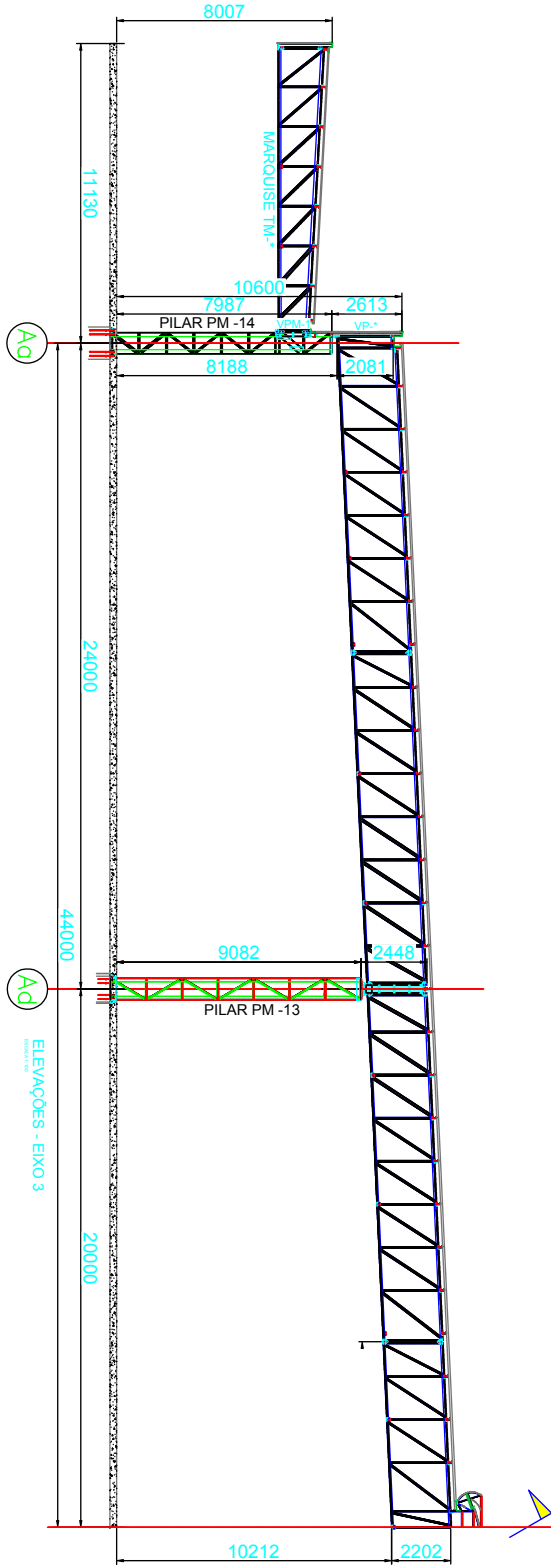 8007
11130
MARQUISE TM-*
10600
7987
2613
PILAR PM -14
VPM-*
VP-*
Aa
8188
2081
24000
44000
9082
2448
Ad
PILAR PM -13
ELEVAÇÕES - EIXO 3
20000
10212
2202